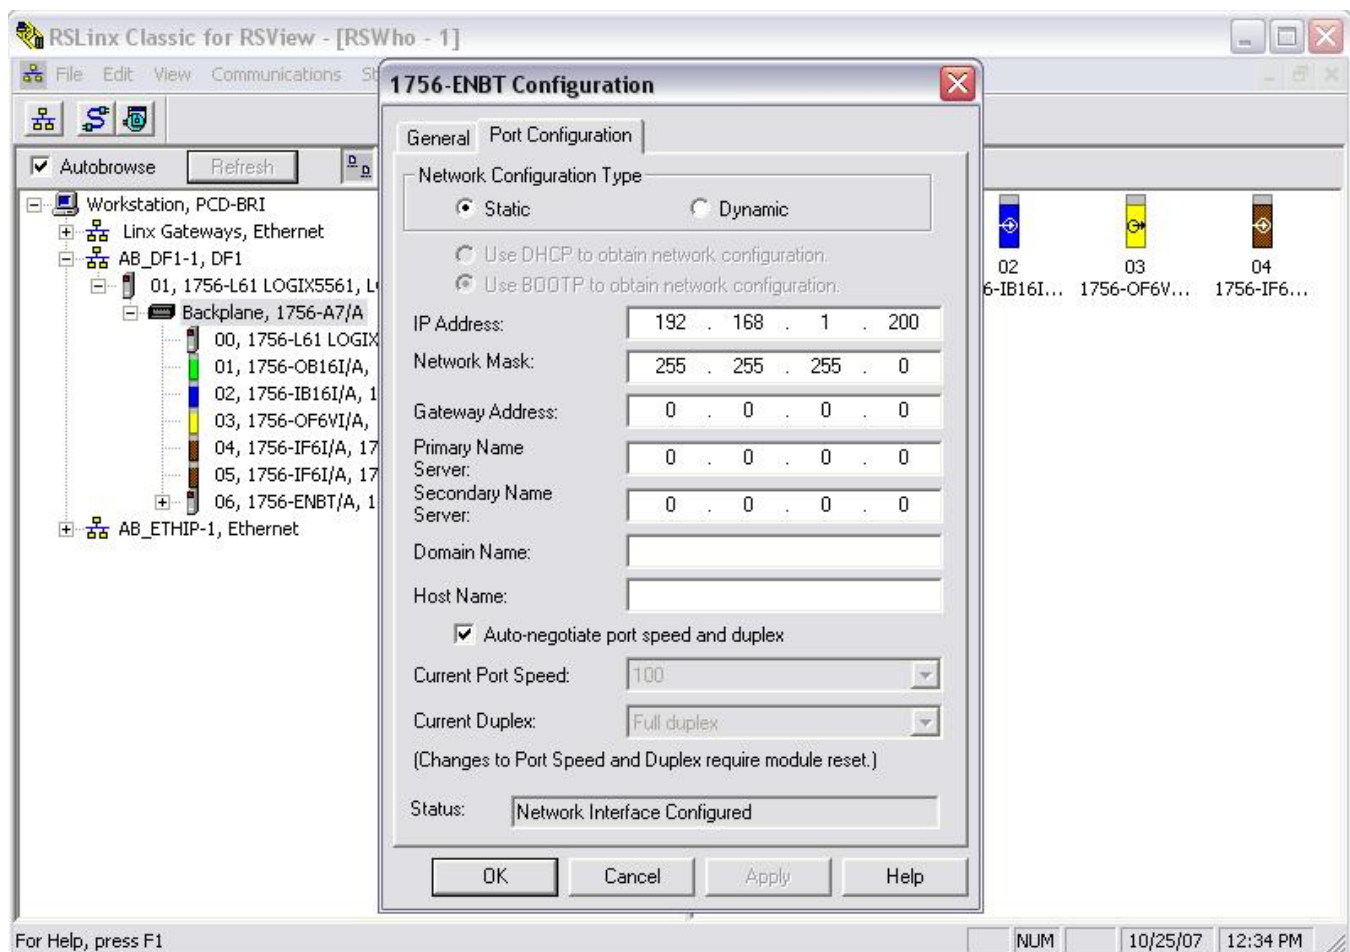 RSLinx Classic for RSView - [RSWho - 1]
File Edit View Communications
1756-ENBT Configuration
General Port Configuration
Autobrowse Refresh
Network Configuration Type
Static Dynamic
Use DHCP to obtain network configuration.
Use BOOTP to obtain network configuration.
IP Address: 192 . 168 . 1 . 200
Network Mask: 255 . 255 . 255 . 0
Gateway Address: 0 . 0 . 0 . 0
Primary Name
Server: 0 . 0 . 0 . 0
Secondary Name
Server: 0 . 0 . 0 . 0
Domain Name:
Host Name:
Auto-negotiate port speed and duplex
Current Port Speed: 100
Current Duplex: Full duplex
(Changes to Port Speed and Duplex require module reset.)
Status: Network Interface Configured
OK Cancel Apply Help
Workstation, PCD-BRI
Linx Gateways, Ethernet
AB_DF1-1, DF1
01, 1756-L61 LOGIX5561, L
Backplane, 1756-A7/A
00, 1756-L61 LOGIX
01, 1756-OB16I/A,
02, 1756-IB16I/A, 1
03, 1756-OF6VI/A,
04, 1756-IF6I/A, 17
05, 1756-IF6I/A, 17
06, 1756-ENBT/A, 1
AB_ETHIP-1, Ethernet
02 03 04
6-IB16I... 1756-OF6V... 1756-IF6...
For Help, press F1
NUM 10/25/07 12:34 PM